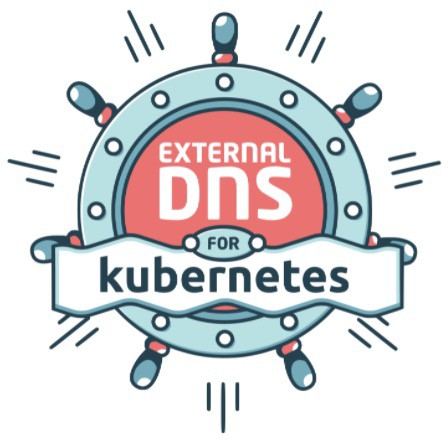 EXTERNAL
DNS
FOR
kubernetes